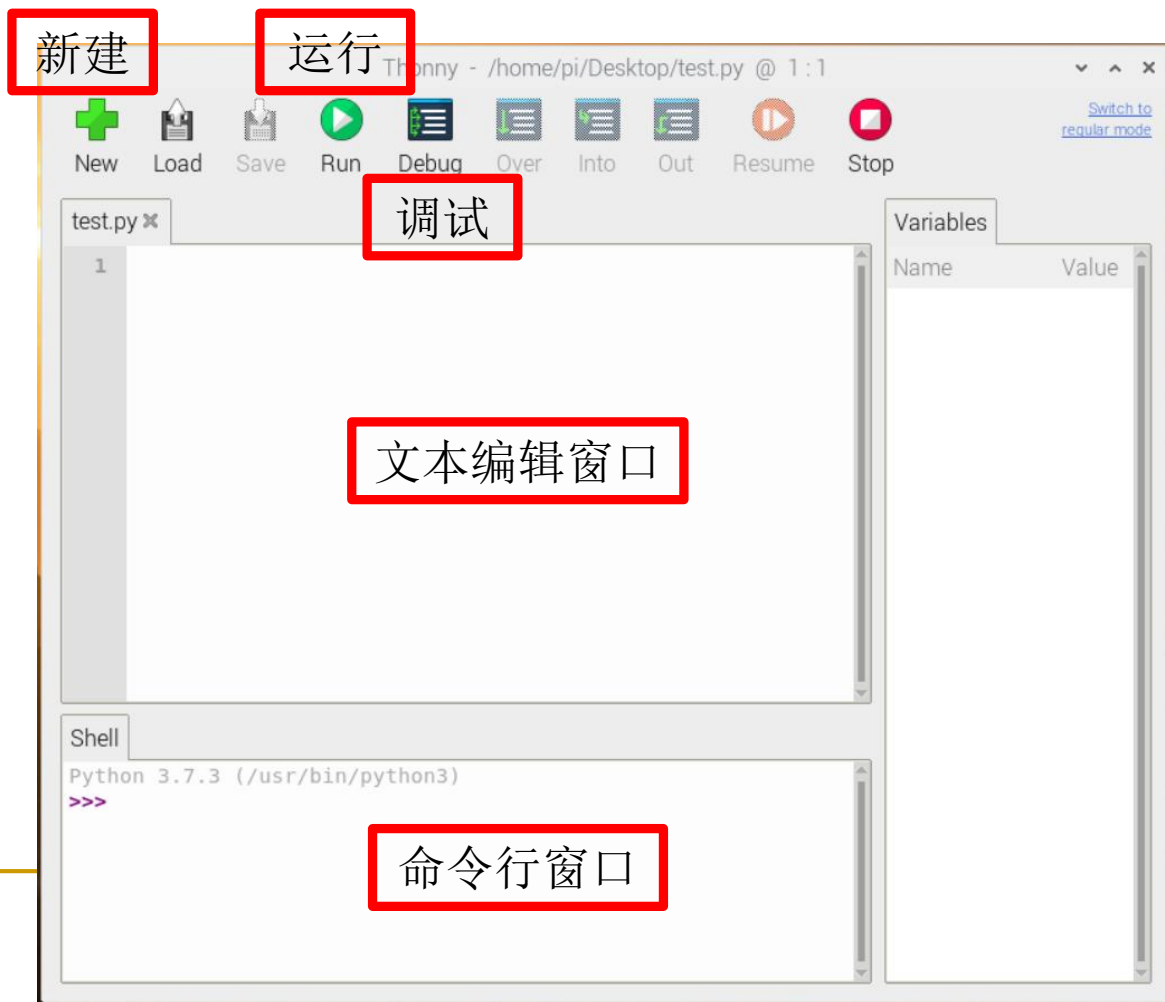 新建
运行
Thonny - /home/pi/Desktop/test.py @ 1:1
Switch to
regular mode
New Load Save Run Debug Over Into Out Resume Stop
调试
test.py
Variables
1
Name Value
文本编辑窗口
Shell
Python 3.7.3 (/usr/bin/python3)
>>>
命令行窗口